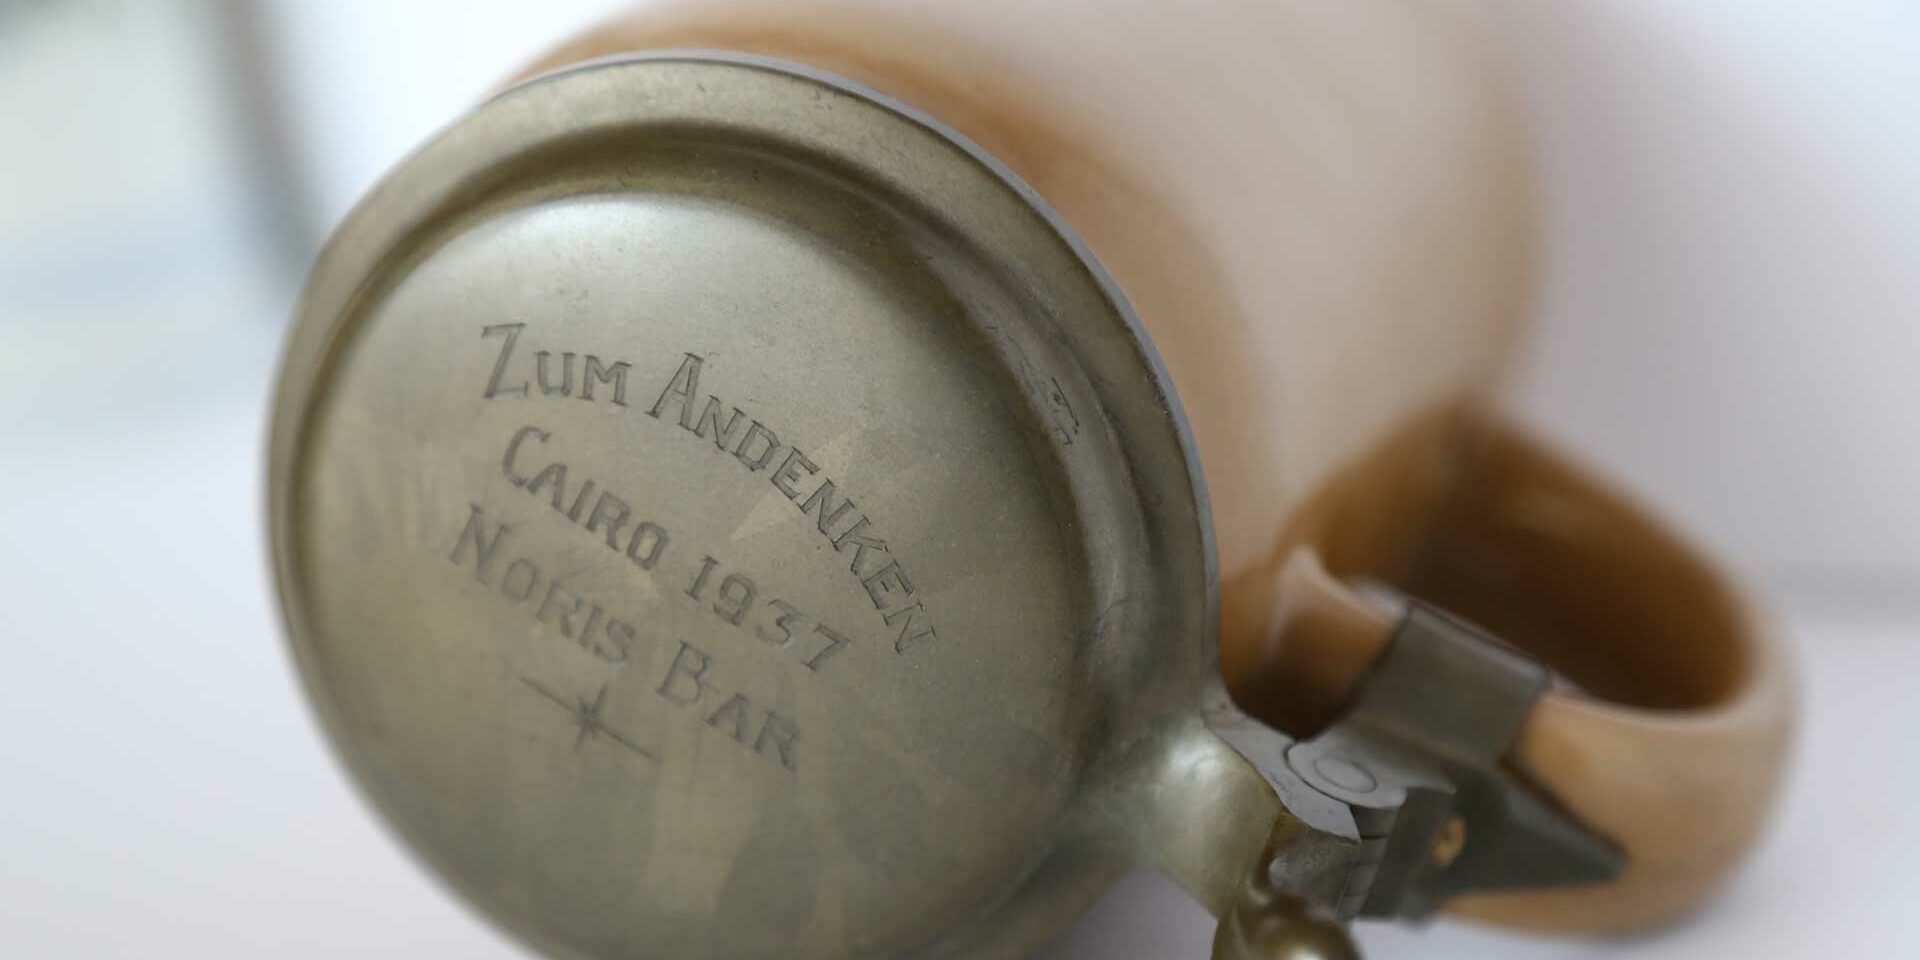 Zum Andenken
Cairo 1937
Noris Bar